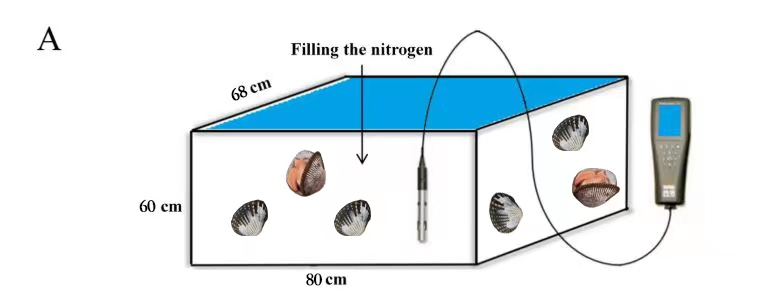 A
Filling the nitrogen
68 cm
60 cm
80 cm